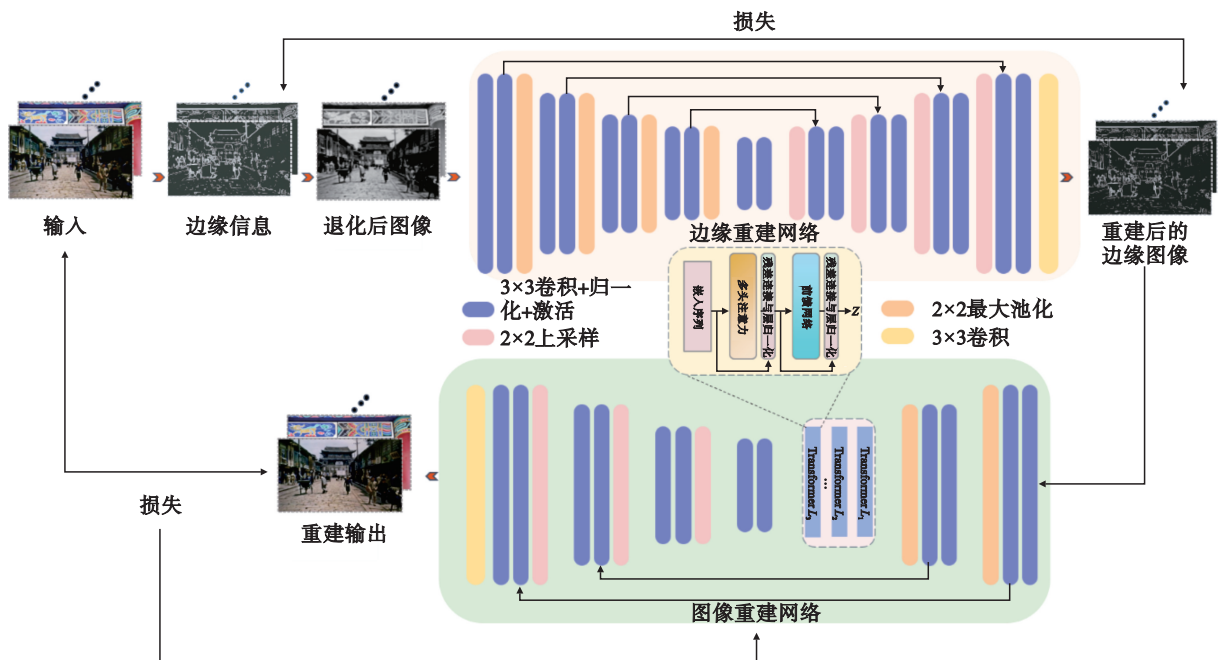 损失
输入
边缘信息
退化后图像
边缘重建网络
重建后的
边缘图像
3×3卷积+归一
化+激活
2×2上采样
嵌入序列
多头注意力
残差连接与层归一化
前馈网络
残差连接与层归一化
Z
2×2最大池化
3×3卷积
Transformer L₃
...
Transformer L₂
Transformer L₁
损失
重建输出
图像重建网络